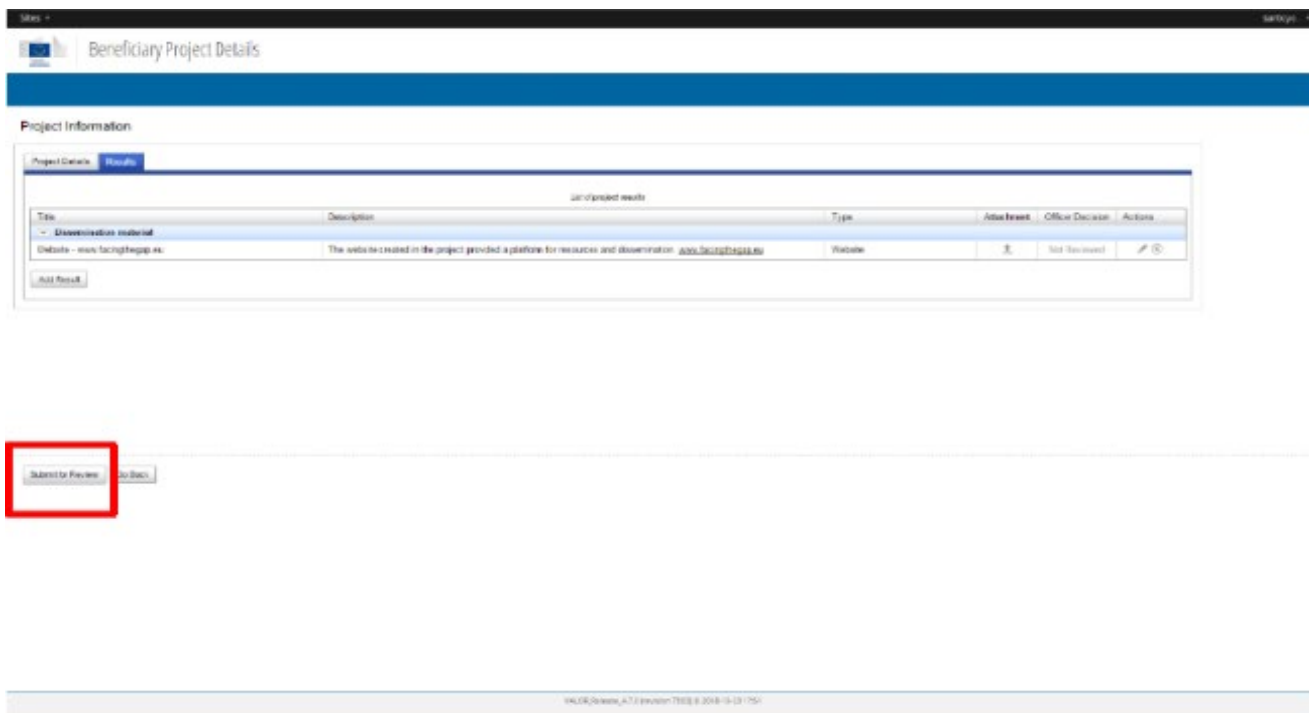 Sites
Beneficiary Project Details
Project Information
Project Details Results
List of project results
Title Description Type Attachment Officer Decision Actions
Dissemination material
Website - www.facingthegap.eu The website created in the project provided a platform for resources and dissemination. www.facingthegap.eu Website Not Reviewed
Add Result
Submit for Review Go Back